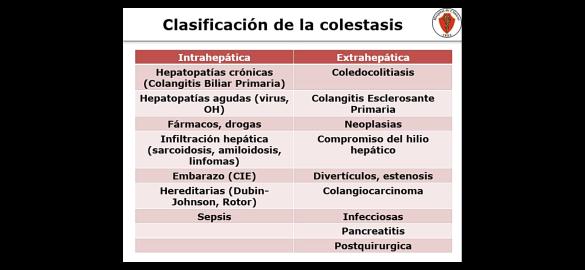 Clasificación de la colestasis
Intrahepática Extrahepática
Hepatopatías crónicas
(Colangitis Biliar Primaria)
Coledocolitiasis
Hepatopatías agudas (virus,
OH)
Colangitis Esclerosante
Primaria
Fármacos, drogas Neoplasias
Infiltración hepática
(sarcoidosis, amiloidosis,
linfomas)
Compromiso del hilio
hepático
Embarazo (CIE) Divertículos, estenosis
Hereditarias (Dubin-
Johnson, Rotor)
Colangiocarcinoma
Sepsis Infecciosas
Pancreatitis
Postquirurgica